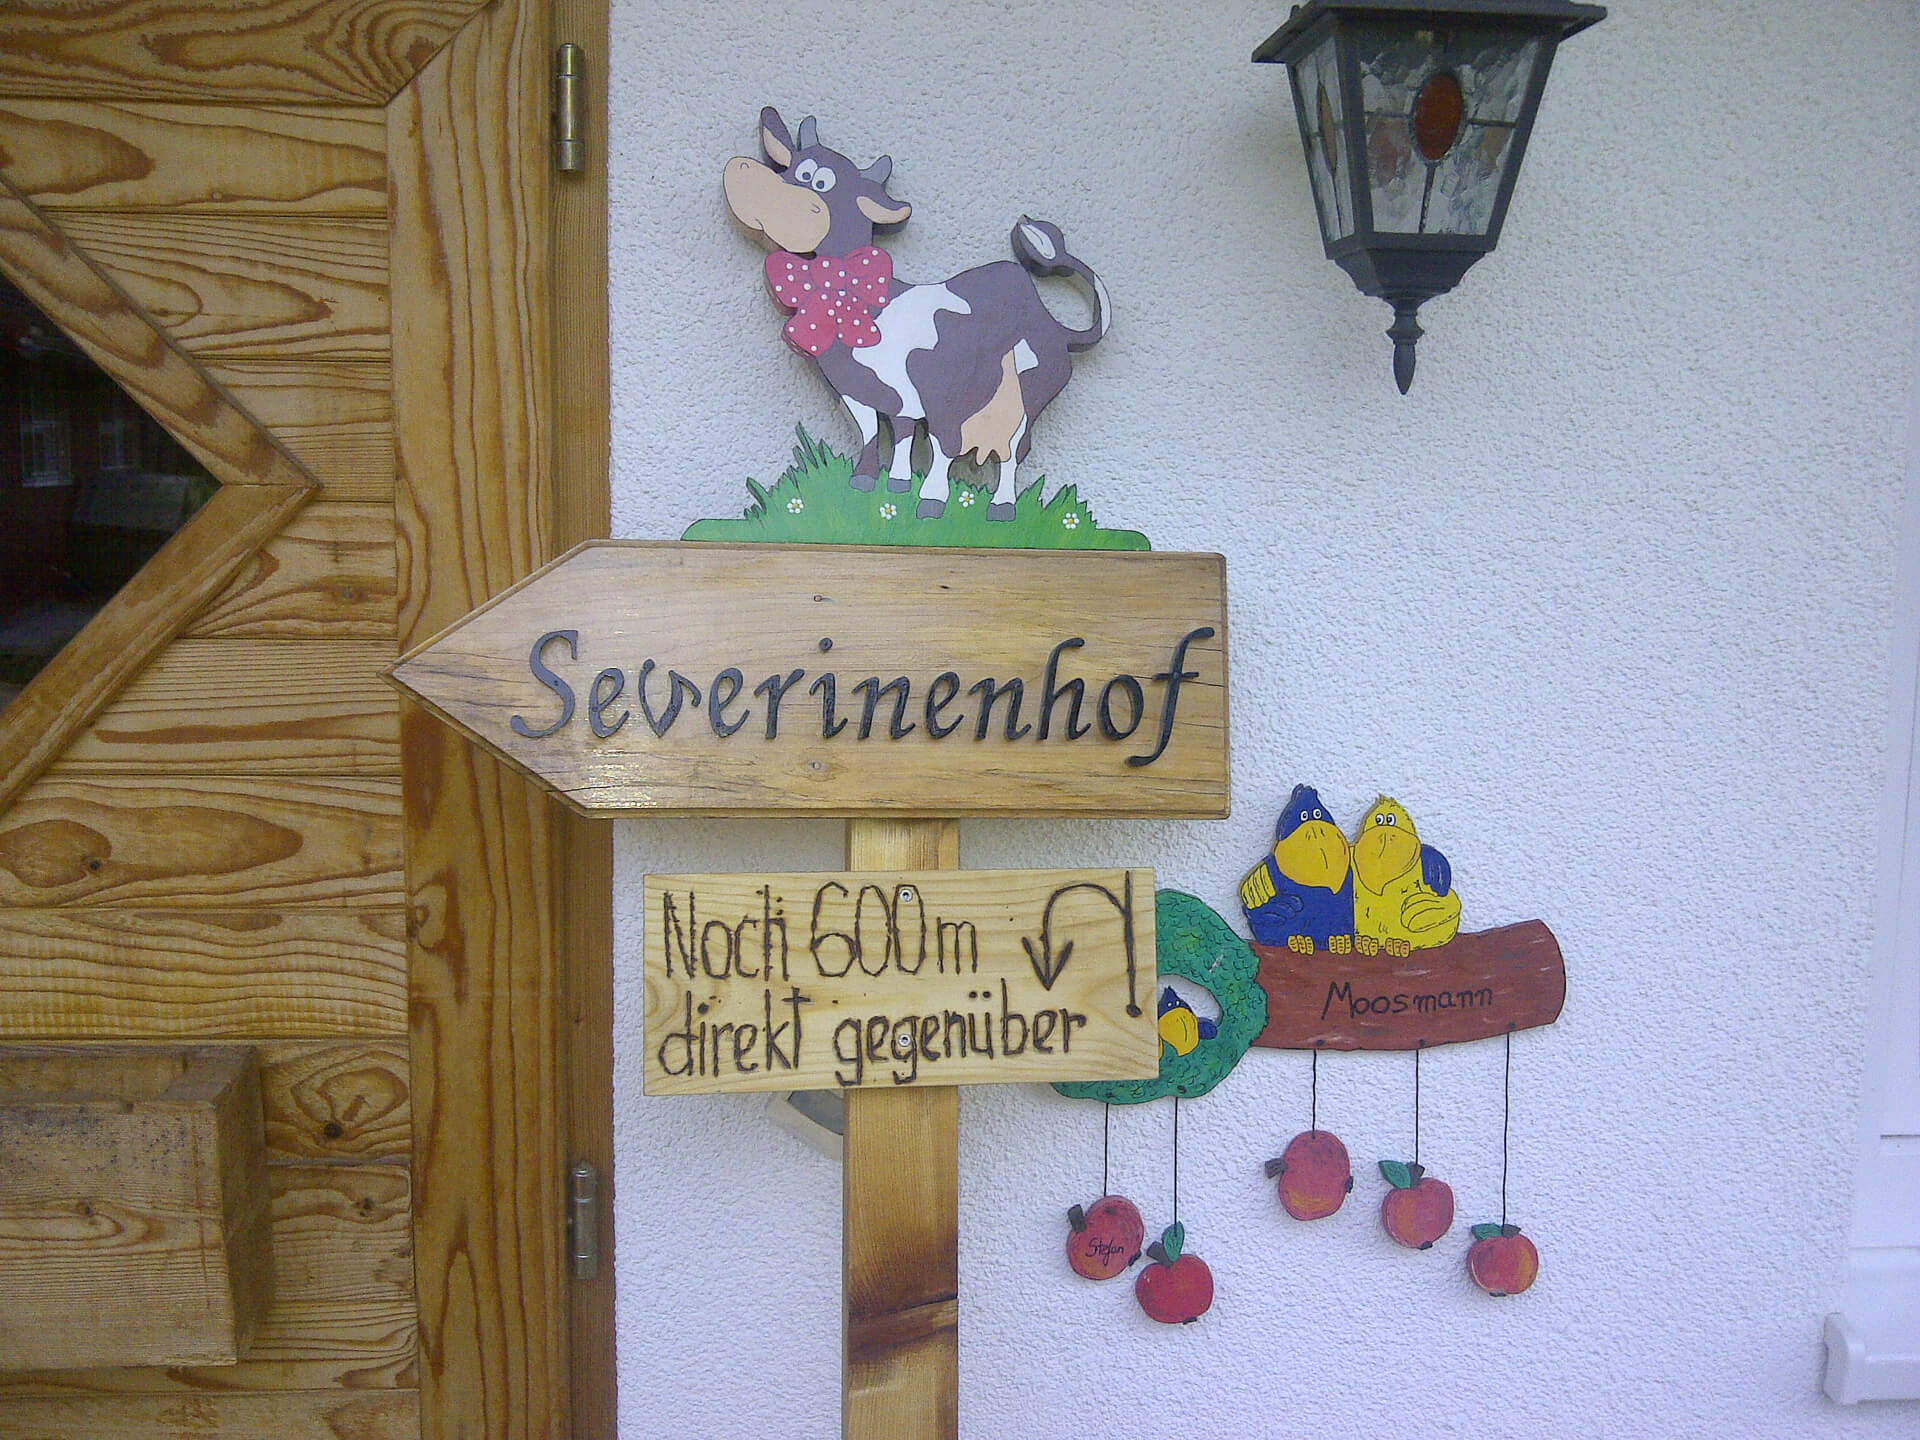 Severinenhof
Noch 600m
direkt gegenüber
Moosmann
Stefan